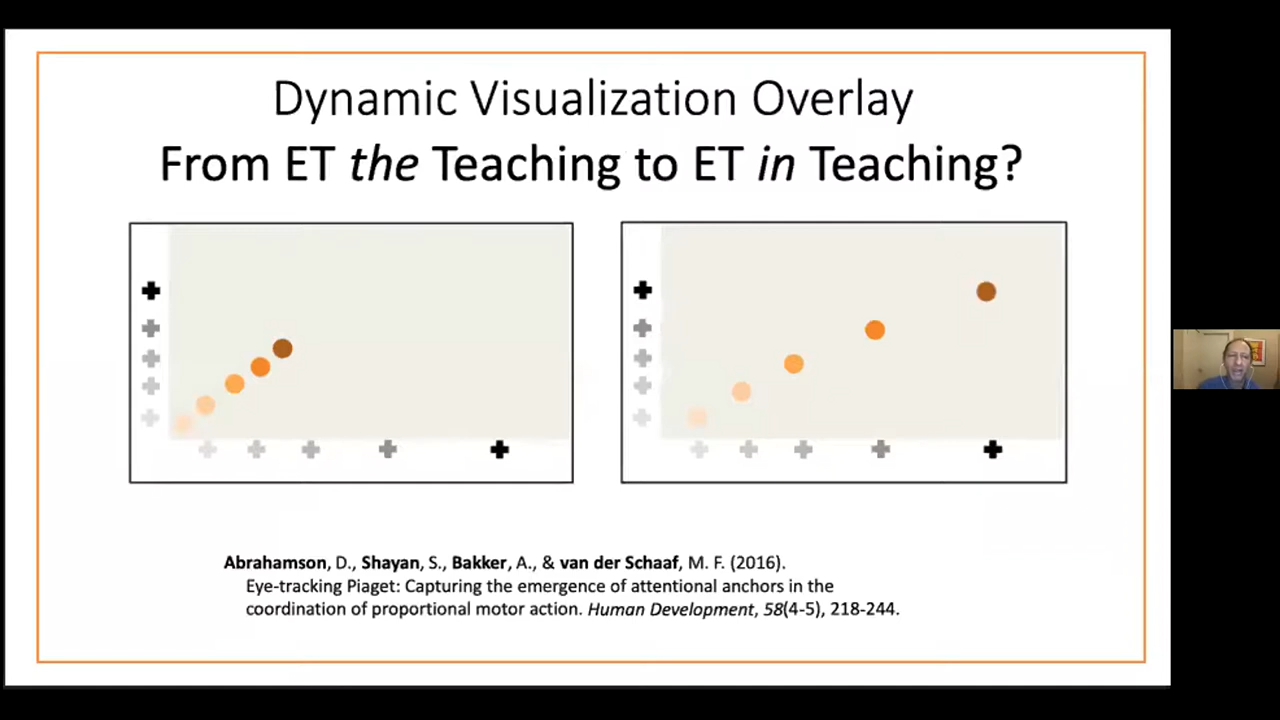 Dynamic Visualization Overlay
From ET the Teaching to ET in Teaching?
Abrahamson, D., Shayan, S., Bakker, A., & van der Schaaf, M. F. (2016).
Eye-tracking Piaget: Capturing the emergence of attentional anchors in the
coordination of proportional motor action. Human Development, 58(4-5), 218-244.